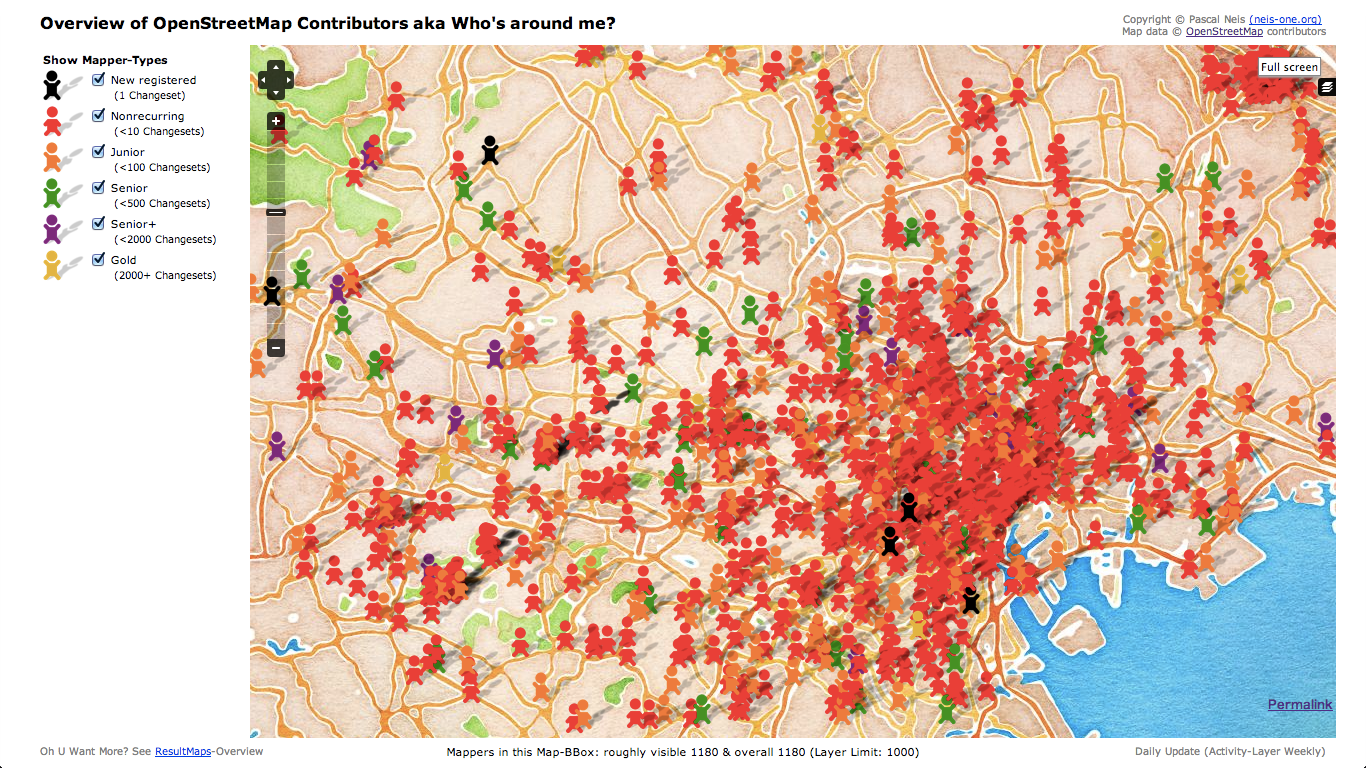 Overview of OpenStreetMap Contributors aka Who's around me?
Copyright © Pascal Neis (neis-one.org)
Map data © OpenStreetMap contributors
Show Mapper-Types
New registered
(1 Changeset)
Nonrecurring
(<10 Changesets)
Junior
(<100 Changesets)
Senior
(<500 Changesets)
Senior+
(<2000 Changesets)
Gold
(2000+ Changesets)
Full screen
Permalink
Oh U Want More? See ResultMaps-Overview
Mappers in this Map-BBox: roughly visible 1180 & overall 1180 (Layer Limit: 1000)
Daily Update (Activity-Layer Weekly)